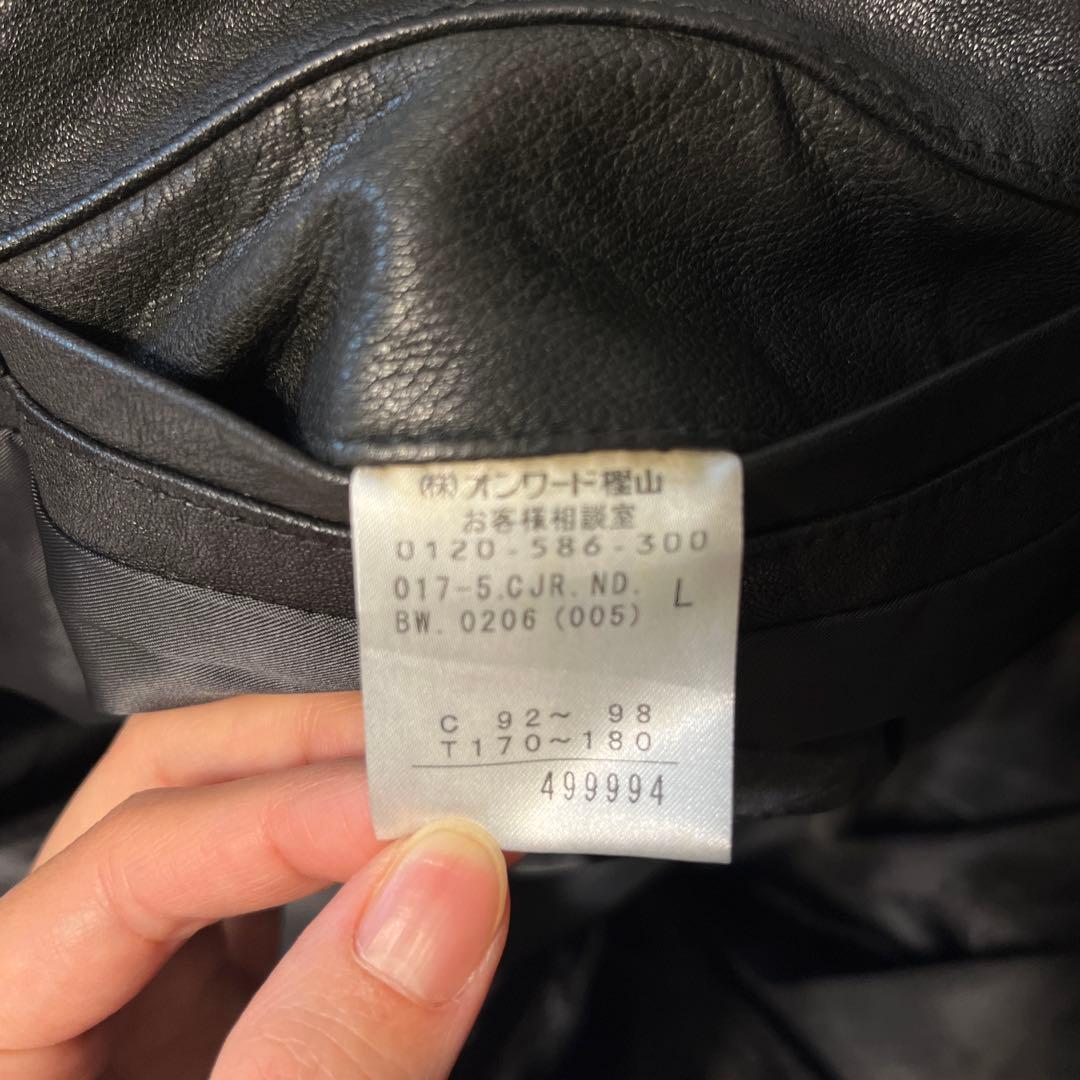 (株)オンワード樫山
お客様相談室
0120-586-300
017-5.CJR.ND. L
BW.0206(005)
C 92~ 98
T170~180
499994